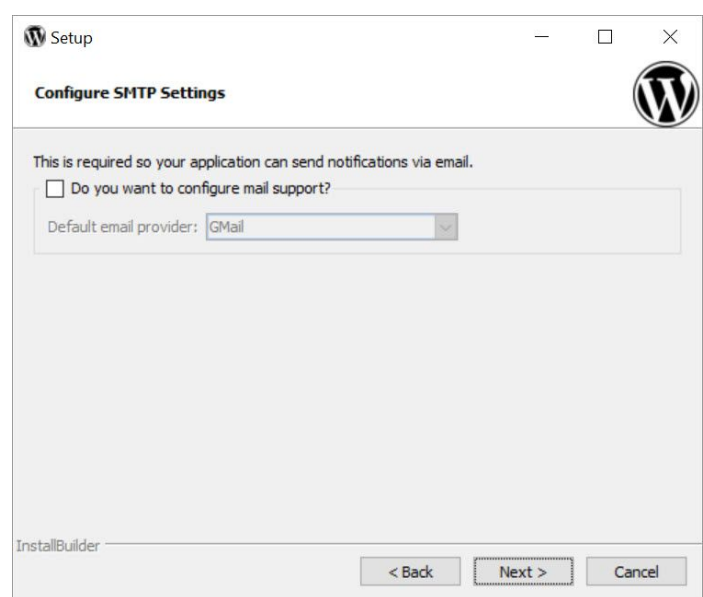 Setup
Configure SMTP Settings
This is required so your application can send notifications via email.
Do you want to configure mail support?
Default email provider: GMail
InstallBuilder
< Back Next > Cancel